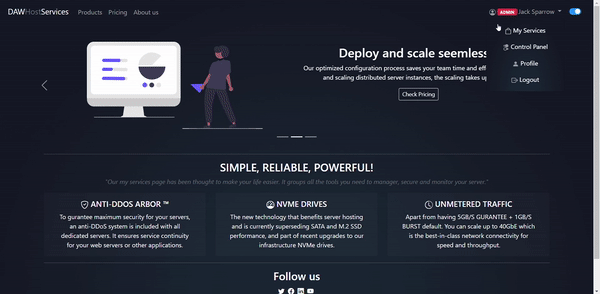 DAWHostServices Products Pricing About us ADMIN Jack Sparrow
My Services
Control Panel
Profile
Logout
Deploy and scale seemless
Our optimized configuration process saves your team time and eff
and scaling distributed server instances, the scaling takes up
Check Pricing
SIMPLE, RELIABLE, POWERFUL!
"Our my services page has been thought to make your life easier. It groups all the tools you need to manager, secure and monitor your server."
ANTI-DDOS ARBOR ™
To gurantee maximum security for your servers,
an anti-DDoS system is included with all
dedicated servers. It ensures service continuity
for your web servers or other applications.
NVME DRIVES
The new technology that benefits server hosting
and is currently superseding SATA and M.2 SSD
performance, and part of recent upgrades to our
infrastructure NVMe drives.
UNMETERED TRAFFIC
Apart from having 5GB/S GURANTEE + 1GB/S
BURST default. You can scale up to 40GbE which
is the best-in-class network connectivity for
speed and throughput.
Follow us